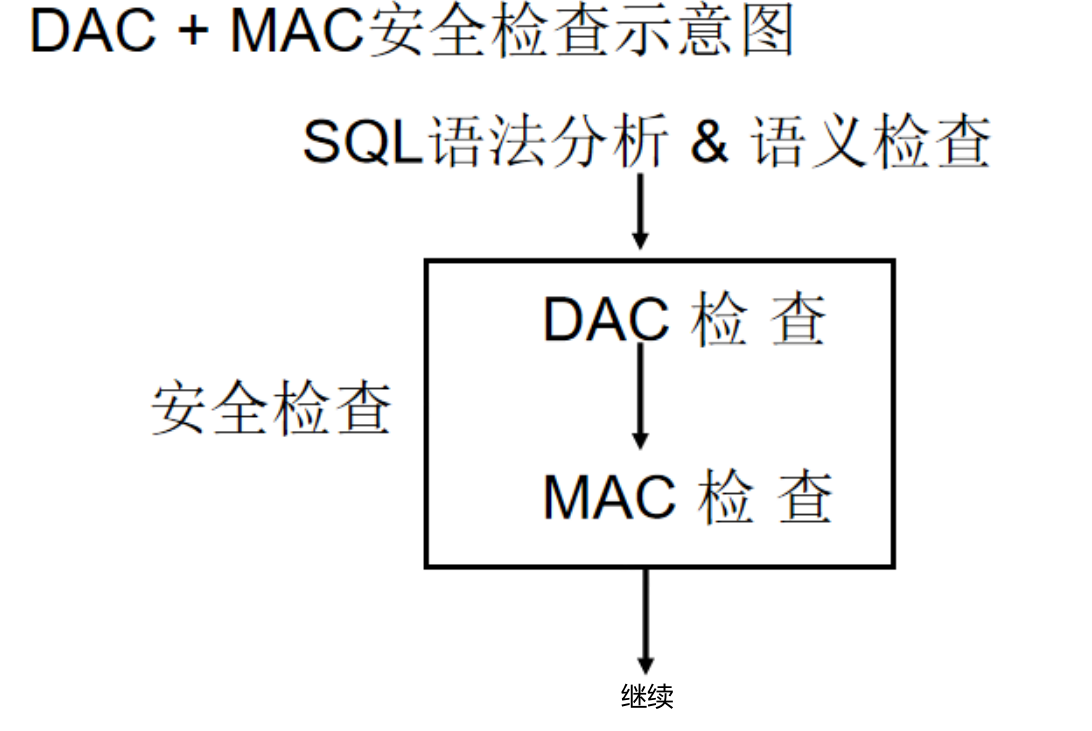 DAC + MAC安全检查示意图
SQL语法分析 & 语义检查
DAC 检 查
安全检查
MAC 检 查
继续